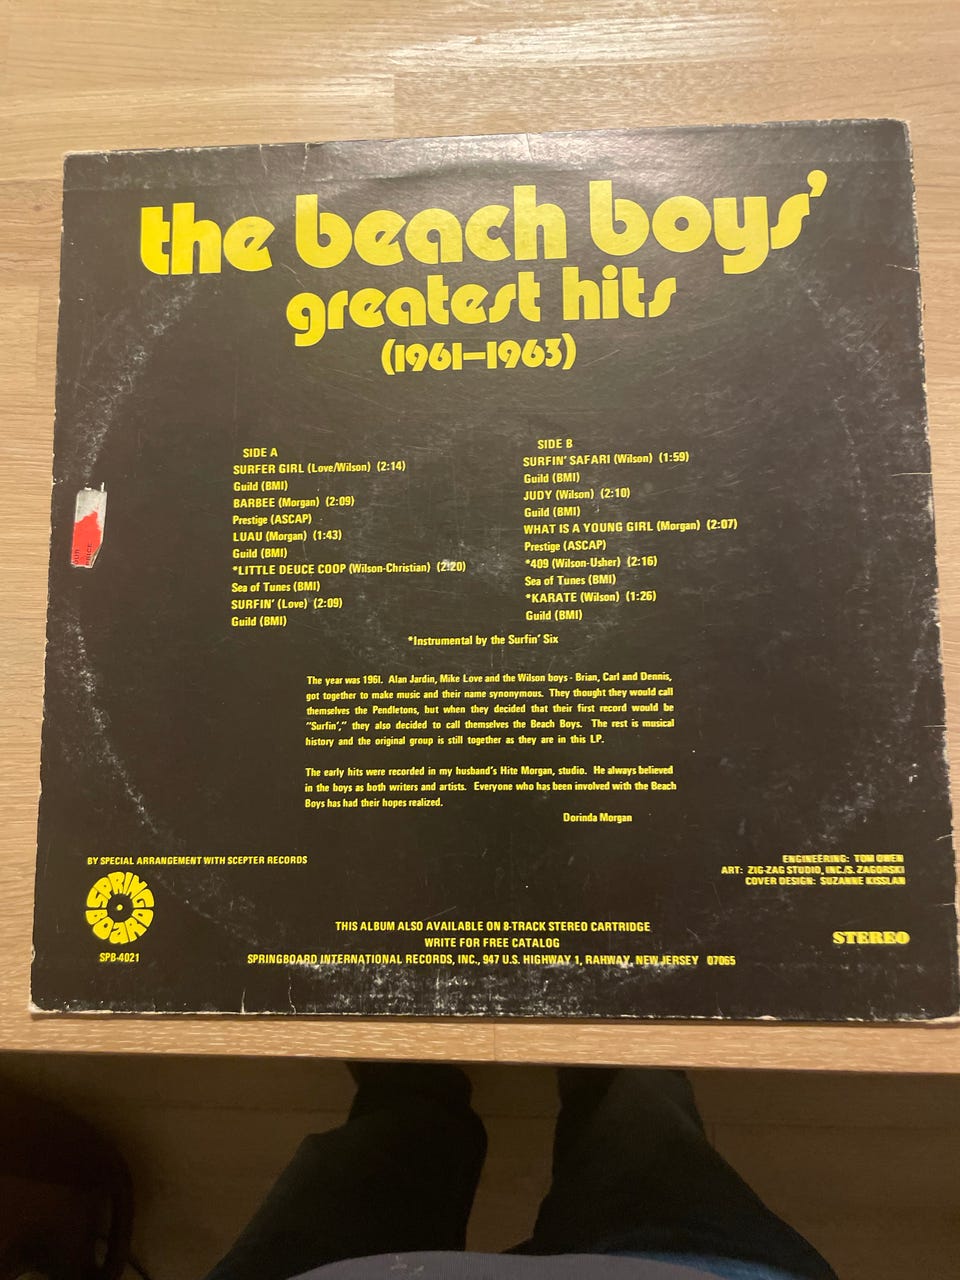 the beach boys'
greatest hits
(1961–1963)
SIDE A
SURFER GIRL (Love/Wilson) (2:14)
Guild (BMI)
BARBEE (Morgan) (2:09)
Prestige (ASCAP)
LUAU (Morgan) (1:43)
Guild (BMI)
*LITTLE DEUCE COOP (Wilson-Christian) (2:20)
Sea of Tunes (BMI)
SURFIN' (Love) (2:09)
Guild (BMI)
SIDE B
SURFIN' SAFARI (Wilson) (1:59)
Guild (BMI)
JUDY (Wilson) (2:10)
Guild (BMI)
WHAT IS A YOUNG GIRL (Morgan) (2:07)
Prestige (ASCAP)
*409 (Wilson-Usher) (2:16)
Sea of Tunes (BMI)
*KARATE (Wilson) (1:26)
Guild (BMI)
*Instrumental by the Surfin' Six
The year was 1961. Alan Jardin, Mike Love and the Wilson boys - Brian, Carl and Dennis,
got together to make music and their name synonymous. They thought they would call
themselves the Pendletons, but when they decided that their first record would be
"Surfin'," they also decided to call themselves the Beach Boys. The rest is musical
history and the original group is still together as they are in this LP.
The early hits were recorded in my husband's Hite Morgan, studio. He always believed
in the boys as both writers and artists. Everyone who has been involved with the Beach
Boys has had their hopes realized.
Dorinda Morgan
BY SPECIAL ARRANGEMENT WITH SCEPTER RECORDS
SPRING
BOARD
SPB-4021
ENGINEERING: TOM OWEN
ART: ZIG-ZAG STUDIO, INC./S. ZAGORSKI
COVER DESIGN: SUZANNE KISSLAN
THIS ALBUM ALSO AVAILABLE ON 8-TRACK STEREO CARTRIDGE
WRITE FOR FREE CATALOG
SPRINGBOARD INTERNATIONAL RECORDS, INC., 947 U.S. HIGHWAY 1, RAHWAY, NEW JERSEY 07065
STEREO